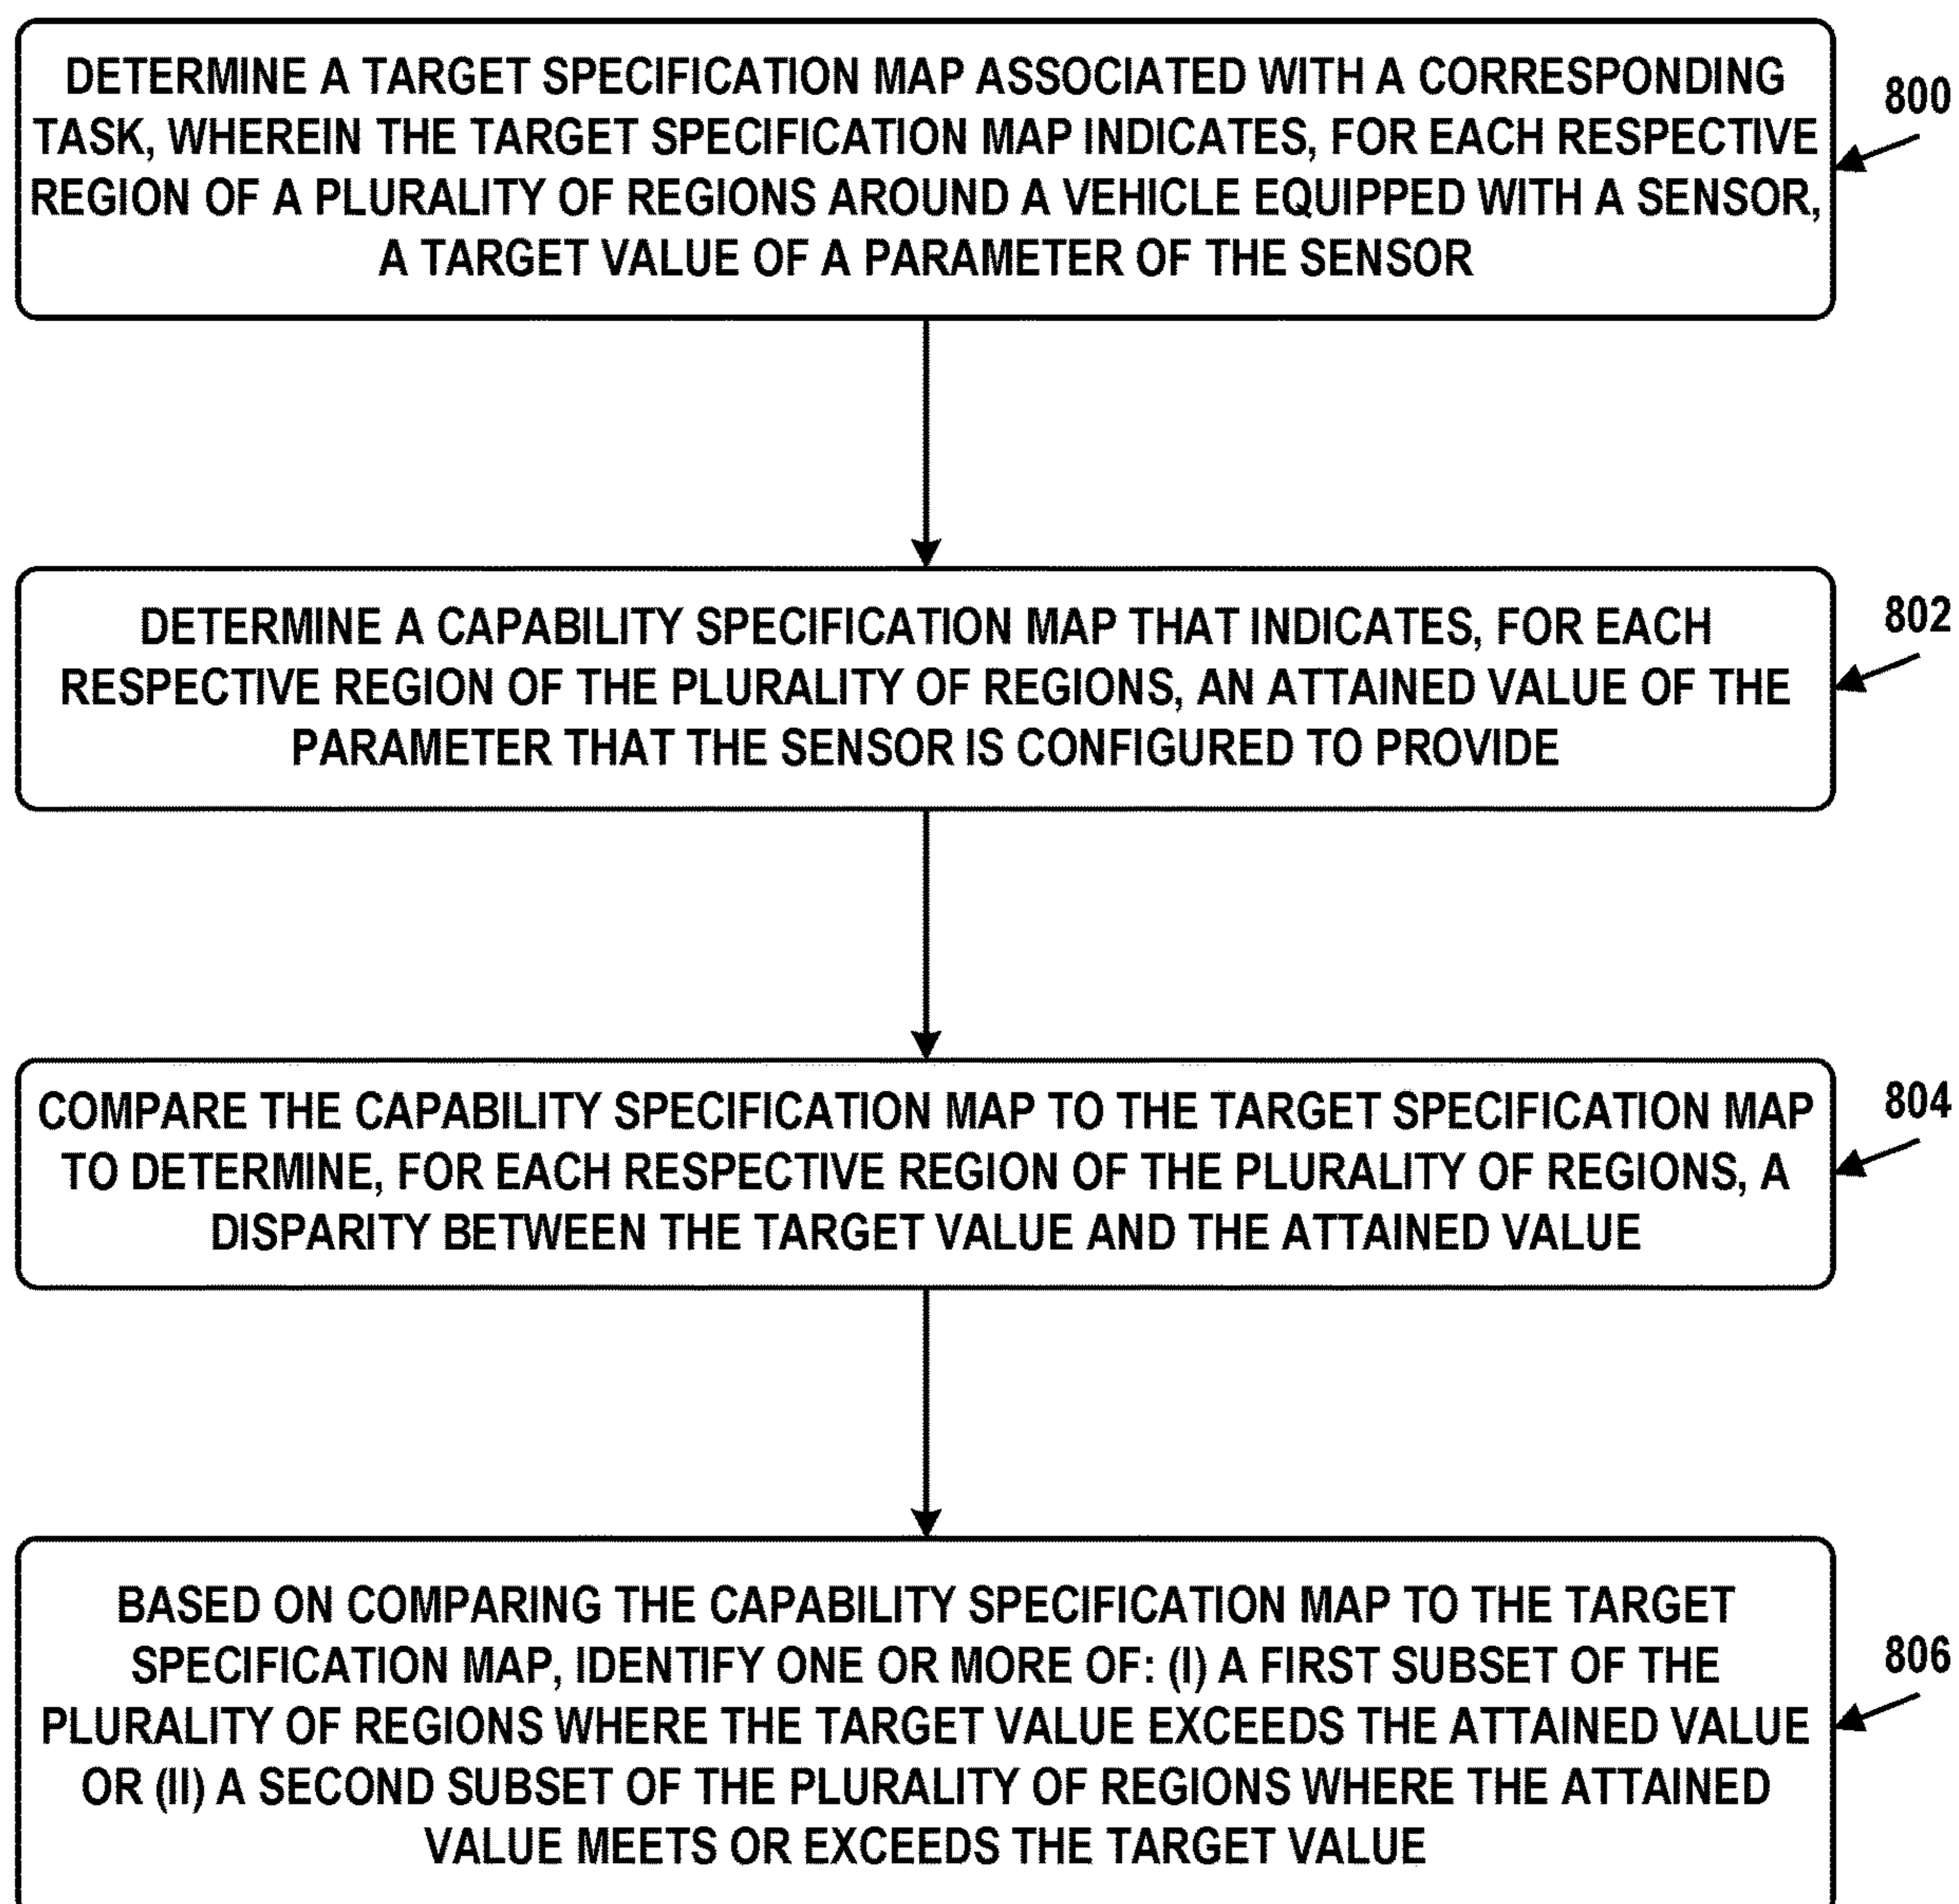 DETERMINE A TARGET SPECIFICATION MAP ASSOCIATED WITH A CORRESPONDING
TASK, WHEREIN THE TARGET SPECIFICATION MAP INDICATES, FOR EACH RESPECTIVE
REGION OF A PLURALITY OF REGIONS AROUND A VEHICLE EQUIPPED WITH A SENSOR,
A TARGET VALUE OF A PARAMETER OF THE SENSOR
800
DETERMINE A CAPABILITY SPECIFICATION MAP THAT INDICATES, FOR EACH
RESPECTIVE REGION OF THE PLURALITY OF REGIONS, AN ATTAINED VALUE OF THE
PARAMETER THAT THE SENSOR IS CONFIGURED TO PROVIDE
802
COMPARE THE CAPABILITY SPECIFICATION MAP TO THE TARGET SPECIFICATION MAP
TO DETERMINE, FOR EACH RESPECTIVE REGION OF THE PLURALITY OF REGIONS, A
DISPARITY BETWEEN THE TARGET VALUE AND THE ATTAINED VALUE
804
BASED ON COMPARING THE CAPABILITY SPECIFICATION MAP TO THE TARGET
SPECIFICATION MAP, IDENTIFY ONE OR MORE OF: (I) A FIRST SUBSET OF THE
PLURALITY OF REGIONS WHERE THE TARGET VALUE EXCEEDS THE ATTAINED VALUE
OR (II) A SECOND SUBSET OF THE PLURALITY OF REGIONS WHERE THE ATTAINED
VALUE MEETS OR EXCEEDS THE TARGET VALUE
806